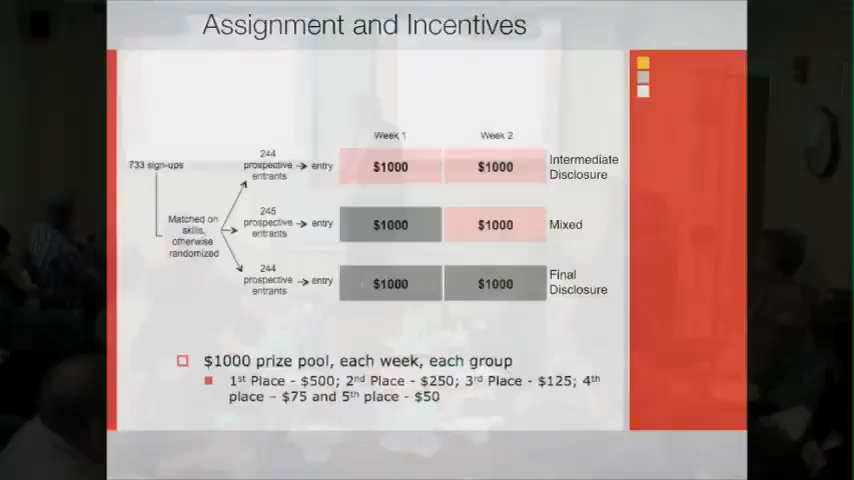 Assignment and Incentives
Week 1
Week 2
733 sign-ups
Matched on
skills,
otherwise
randomized
244
prospective
entrants
entry
$1000
$1000
Intermediate
Disclosure
245
prospective
entrants
entry
$1000
$1000
Mixed
244
prospective
entrants
entry
$1000
$1000
Final
Disclosure
$1000 prize pool, each week, each group
1st Place - $500; 2nd Place - $250; 3rd Place - $125; 4th
place – $75 and 5th place - $50